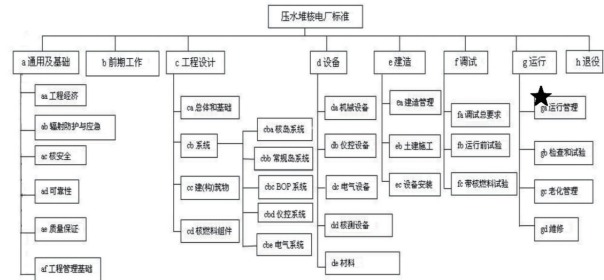 压水堆核电厂标准
a 通用及基础
b 前期工作
c 工程设计
d 设备
e 建造
f 调试
g 运行
h 退役
aa 工程经济
ab 辐射防护与应急
ac 核安全
ad 可靠性
ae 质量保证
af 工程管理基础
ca 总体和基础
cb 系统
cc 建(构)筑物
cd 核燃料组件
cba 核岛系统
cbb 常规岛系统
cbc BOP 系统
cbd 仪控系统
cbe 电气系统
da 机械设备
db 仪控设备
dc 电气设备
dd 核测设备
de 材料
ea 建造管理
eb 土建施工
ec 设备安装
fa 调试总要求
fb 运行前试验
fc 带核燃料试验
ga 运行管理
gb 检查和试验
gc 老化管理
gd 维修